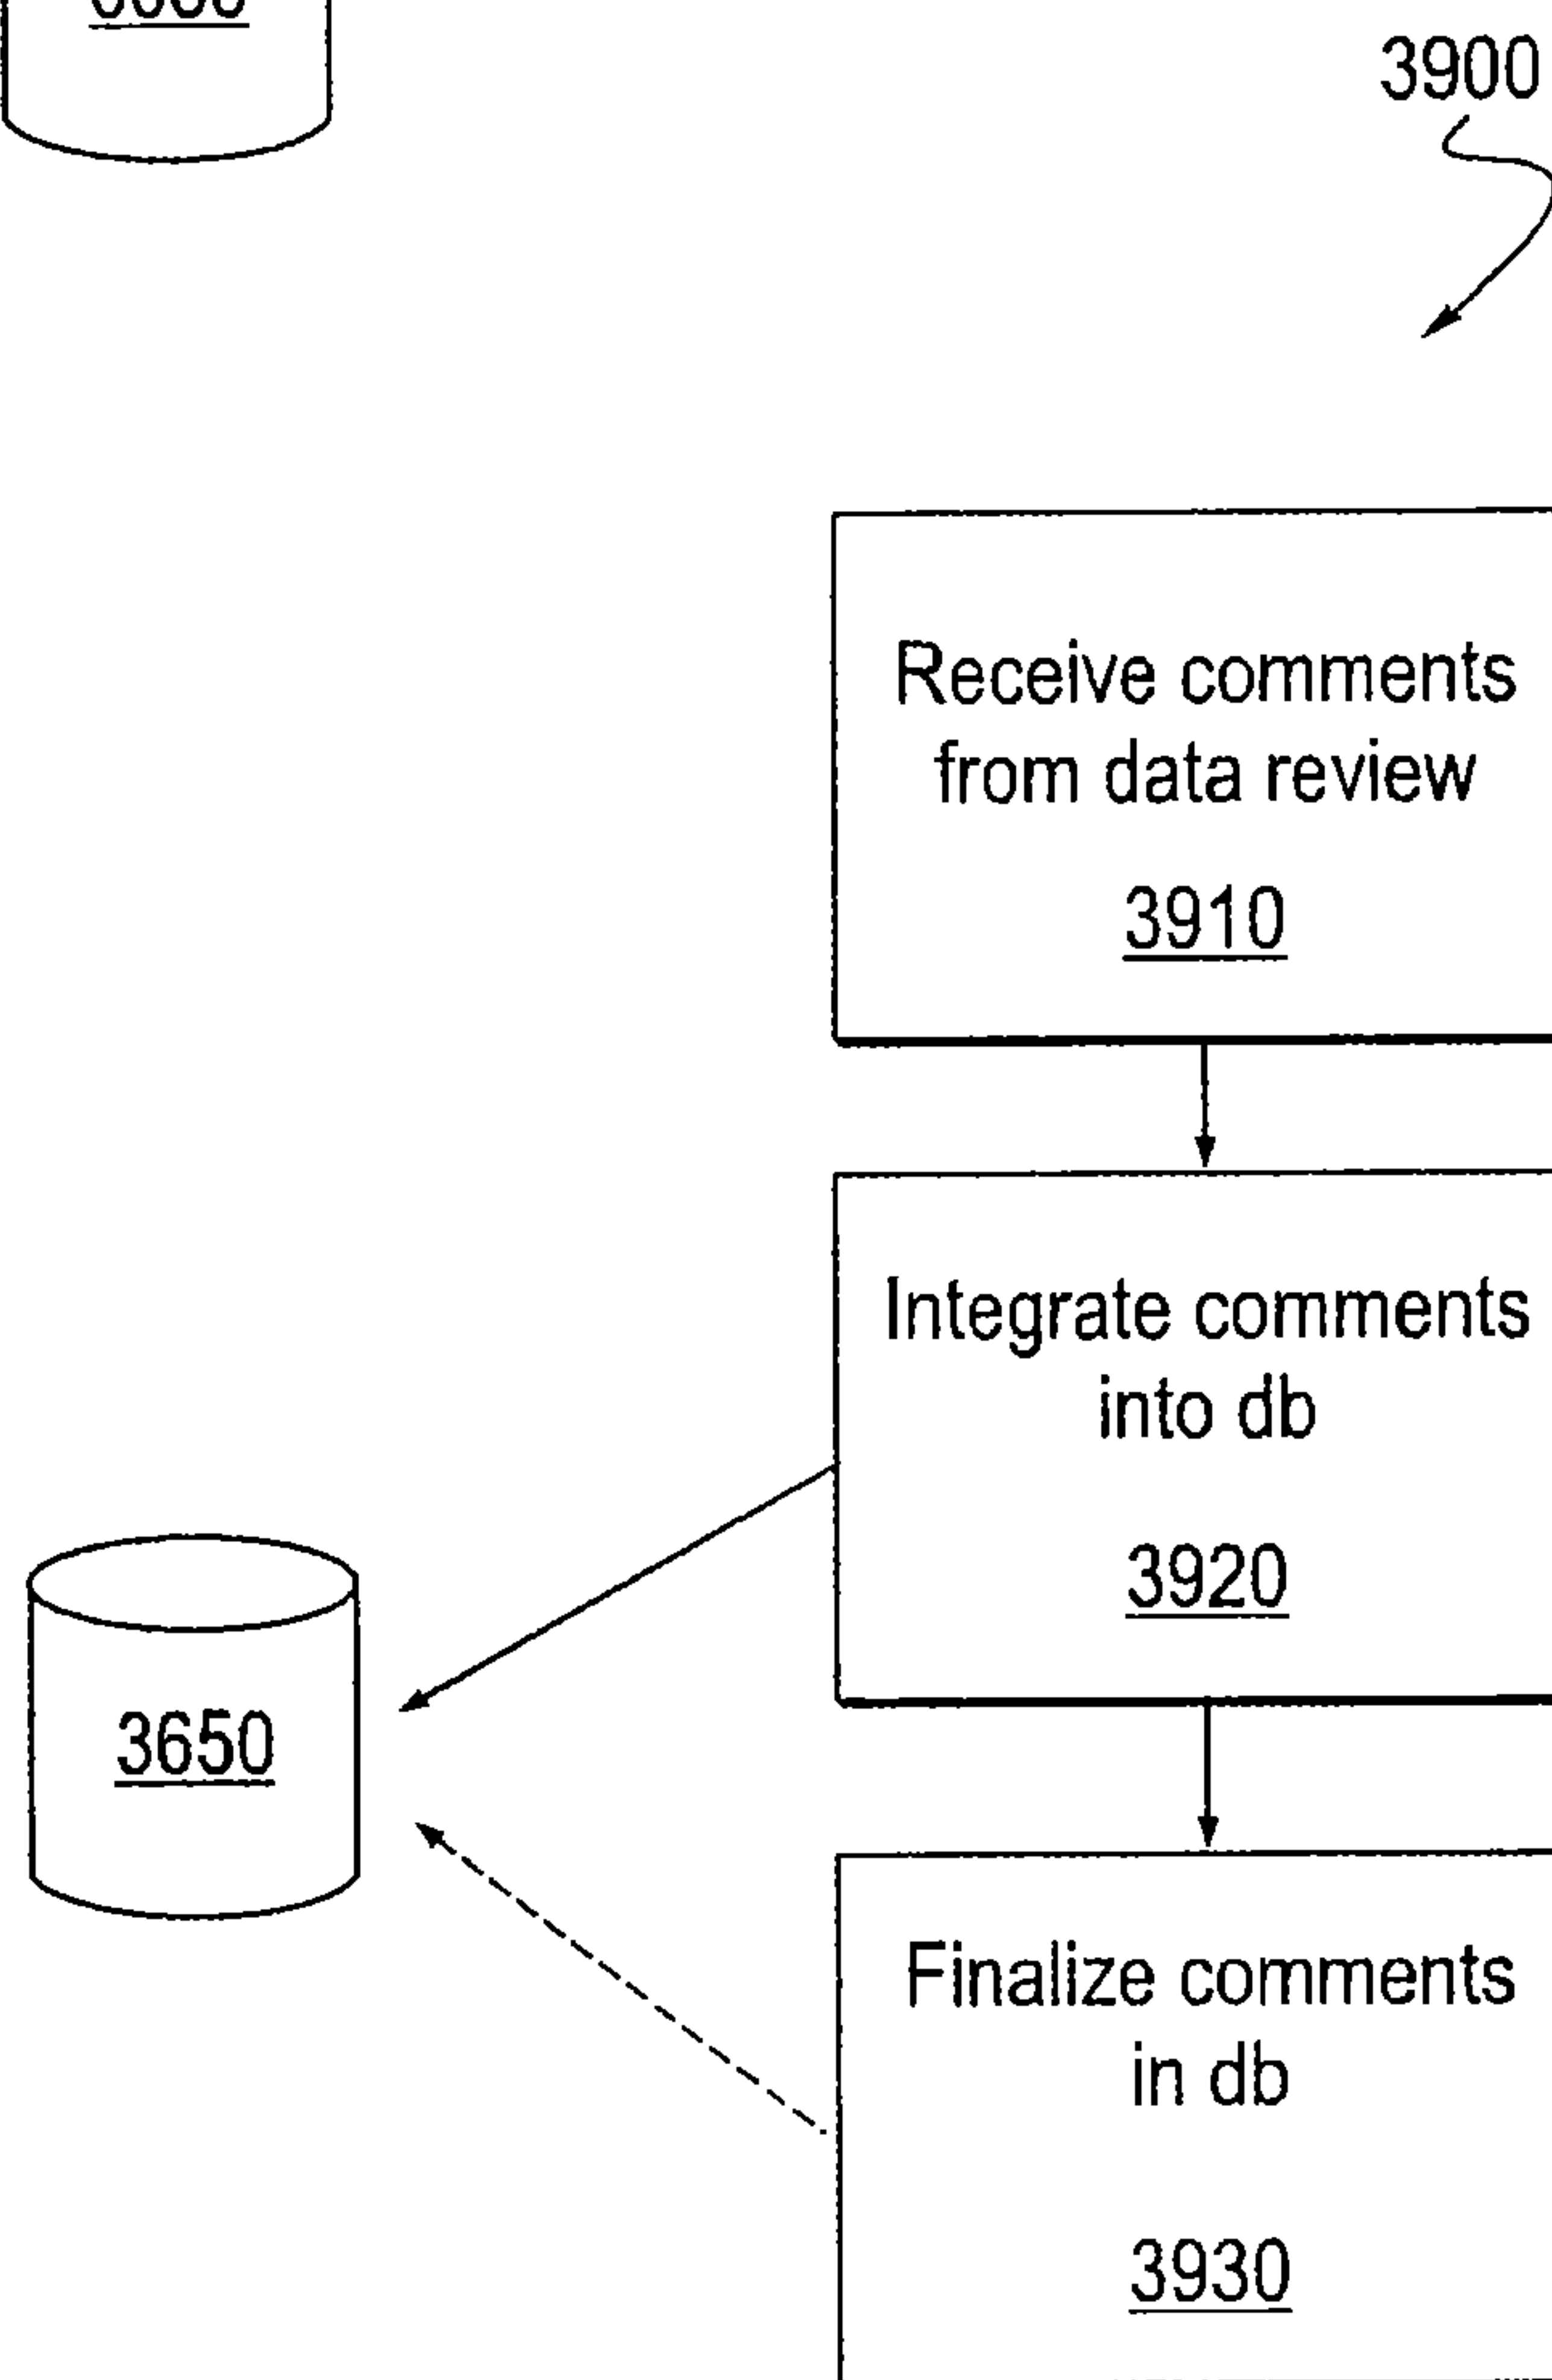 3900
Receive comments
from data review
3910
Integrate comments
into db
3920
3650
Finalize comments
in db
3930